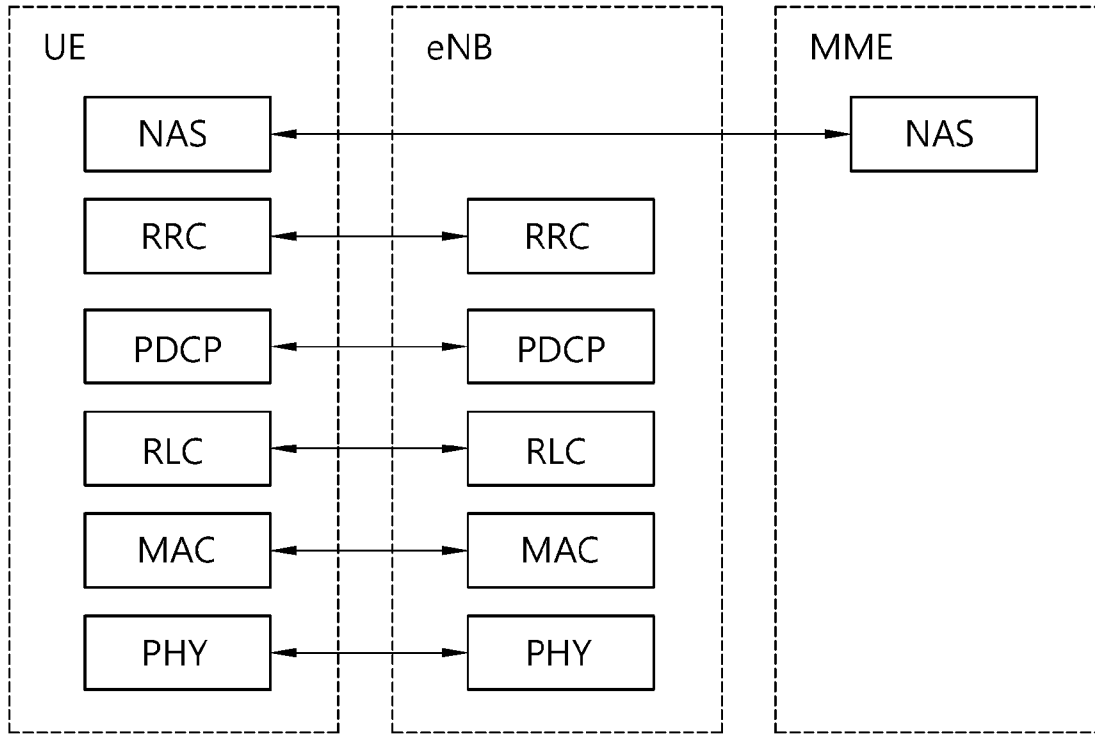 UE eNB MME
NAS NAS
RRC RRC
PDCP PDCP
RLC RLC
MAC MAC
PHY PHY